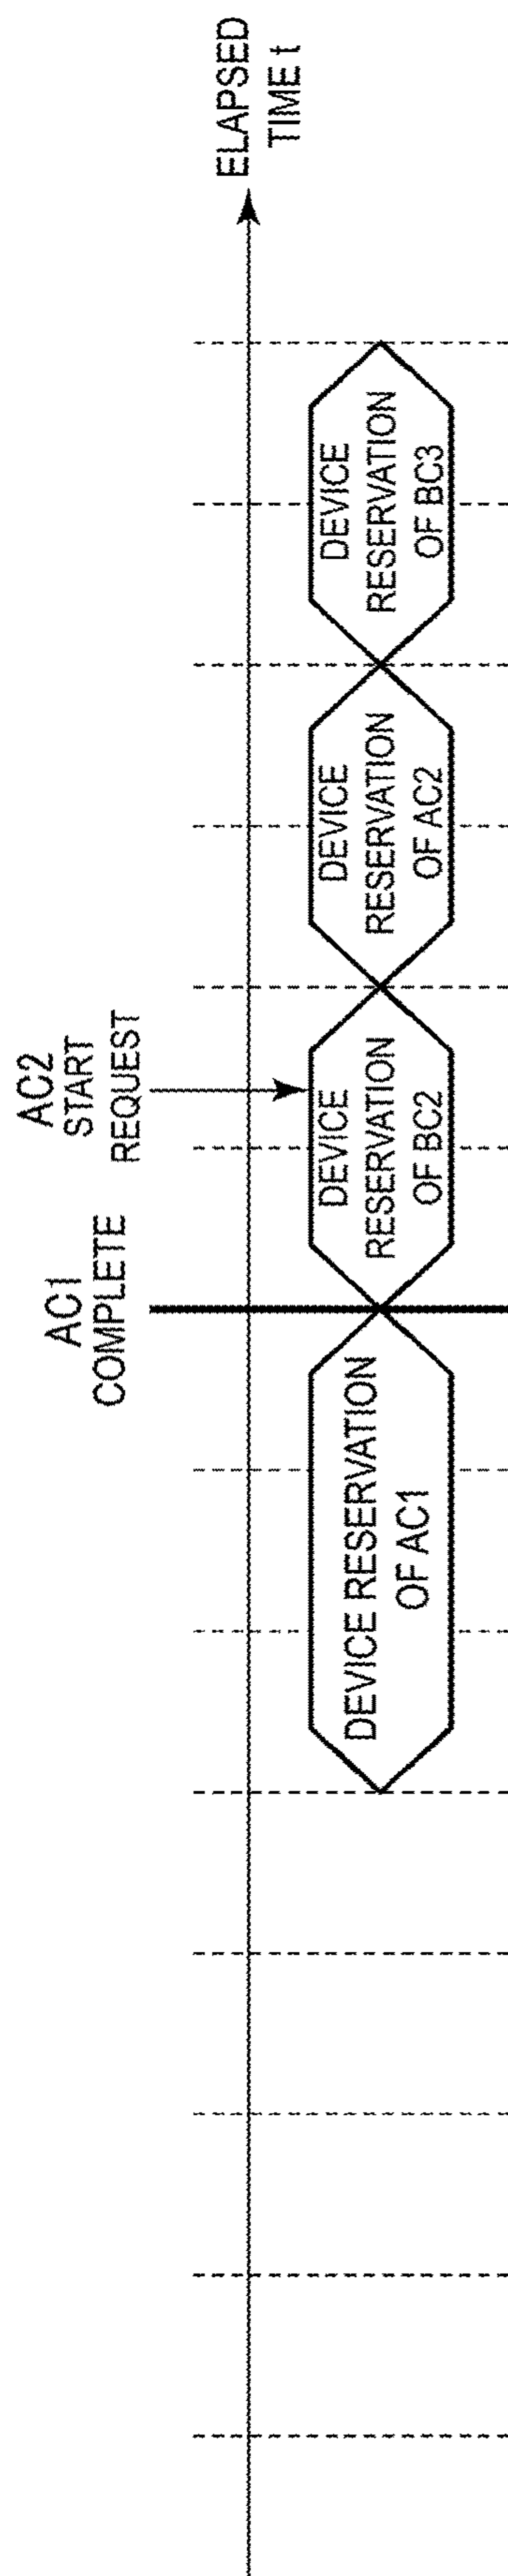 AC1
COMPLETE
AC2
START
REQUEST
ELAPSED
TIME t
DEVICE RESERVATION
OF AC1
DEVICE
RESERVATION
OF BC2
DEVICE
RESERVATION
OF AC2
DEVICE
RESERVATION
OF BC3